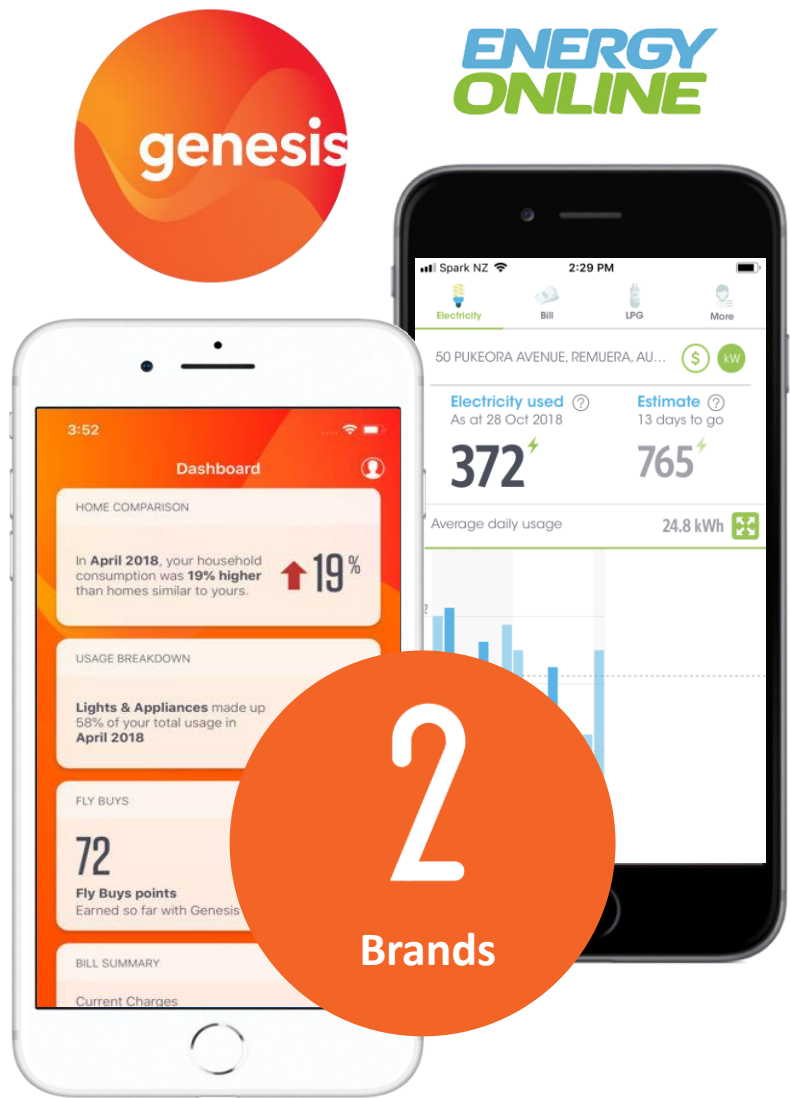 genesis
ENERGY
ONLINE
Spark NZ
2:29 PM
Electricity
Bill
LPG
More
50 PUKEORA AVENUE, REMUERA, AU...
$
kW
Electricity used ?
As at 28 Oct 2018
372
Estimate ?
13 days to go
765
Average daily usage
24.8 kWh
2
3:52
Dashboard
HOME COMPARISON
In April 2018, your household
consumption was 19% higher
than homes similar to yours.
19%
USAGE BREAKDOWN
Lights & Appliances made up
58% of your total usage in
April 2018
FLY BUYS
72
Fly Buys points
Earned so far with Genesis
BILL SUMMARY
Current Charges
2
Brands